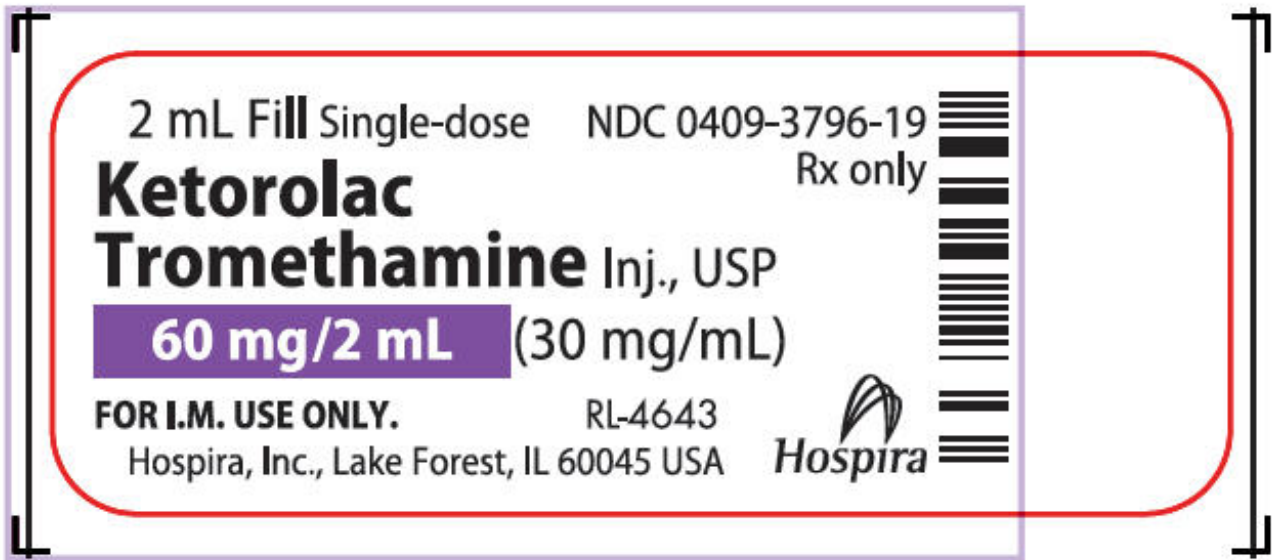 2 mL Fill Single-dose NDC 0409-3796-19
Rx only
Ketorolac
Tromethamine Inj., USP
60 mg/2 mL (30 mg/mL)
FOR I.M. USE ONLY. RL-4643
Hospira, Inc., Lake Forest, IL 60045 USA
Hospira